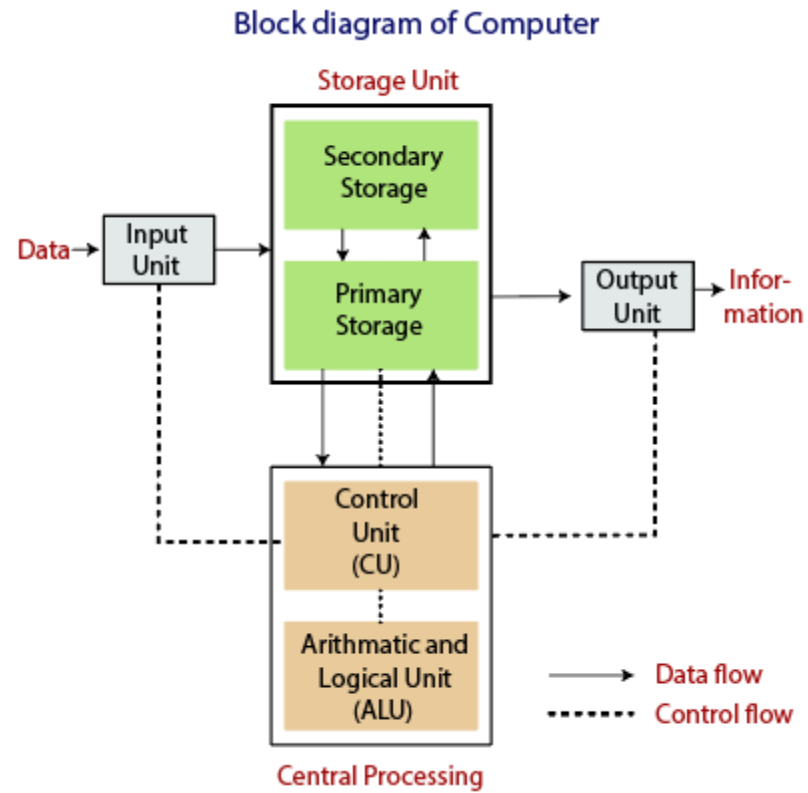 Block diagram of Computer
Storage Unit
Secondary
Storage
Data
Input
Unit
Primary
Storage
Output
Unit
Infor-
mation
Control
Unit
(CU)
Arithmatic and
Logical Unit
(ALU)
Data flow
Control flow
Central Processing